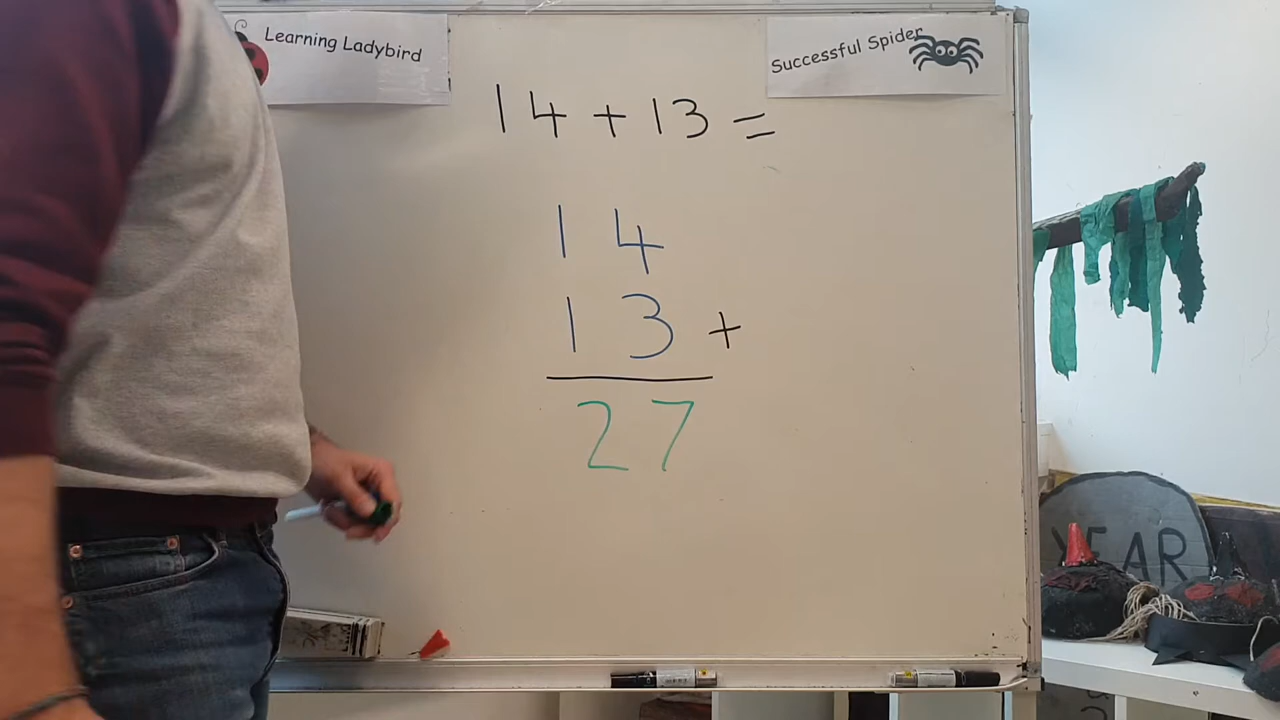 Learning Ladybird
Successful Spider
14 + 13 =
14
13 +
27
YEAR